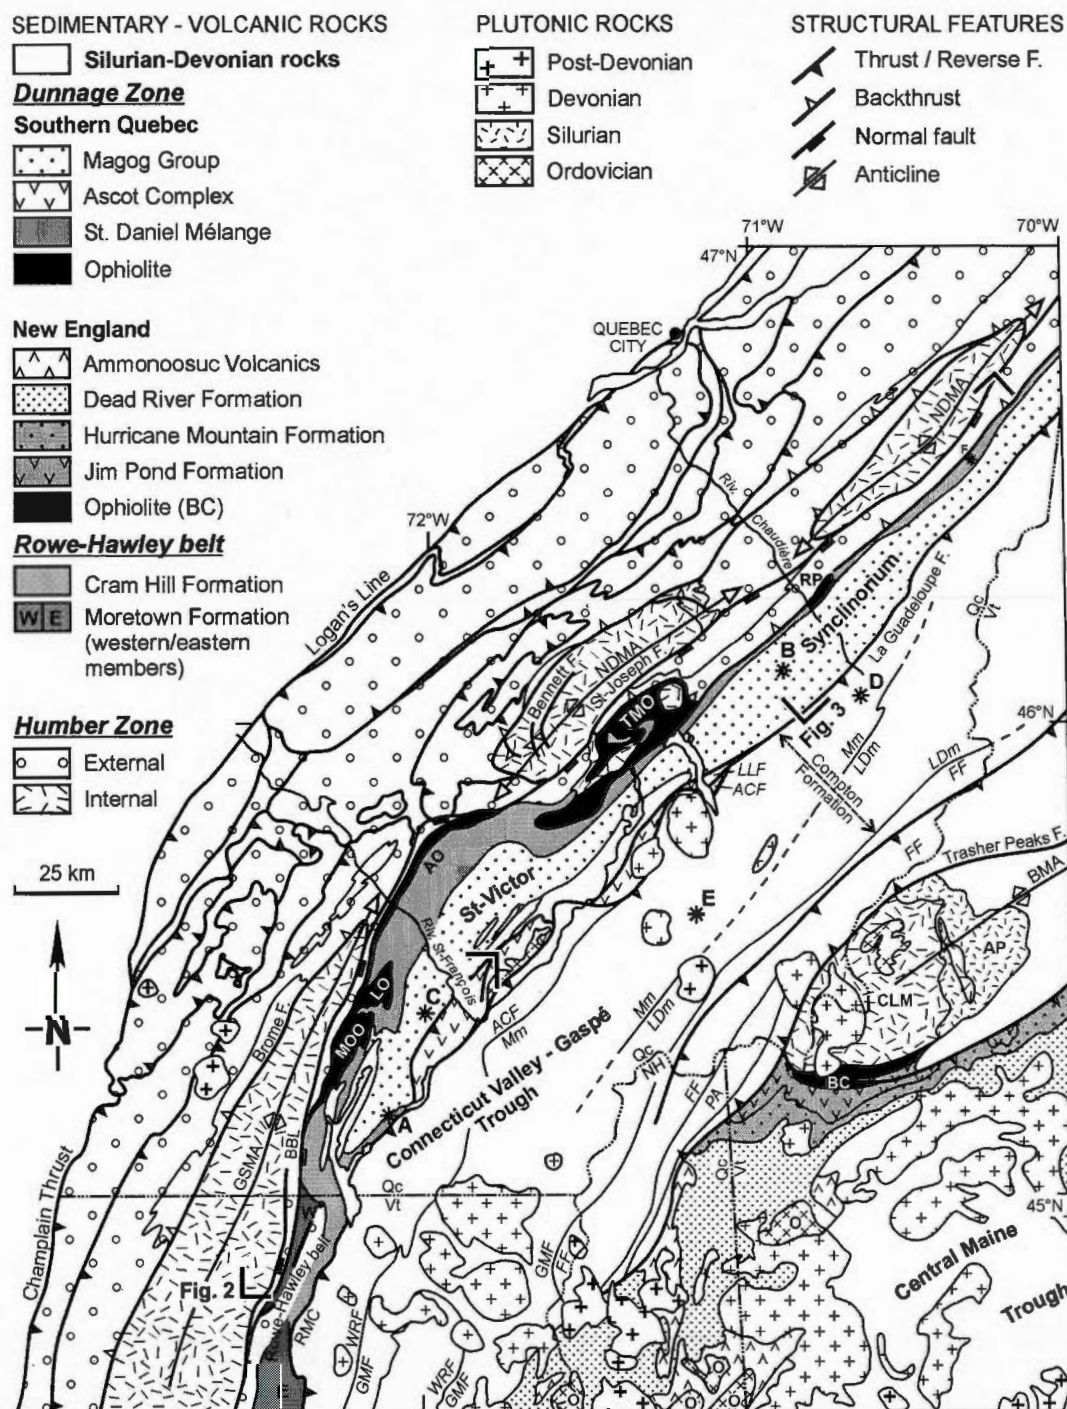 SEDIMENTARY - VOLCANIC ROCKS
Silurian-Devonian rocks
Dunnage Zone
Southern Quebec
Magog Group
Ascot Complex
St. Daniel Mélange
Ophiolite
New England
Ammonoosuc Volcanics
Dead River Formation
Hurricane Mountain Formation
Jim Pond Formation
Ophiolite (BC)
Rowe-Hawley belt
Cram Hill Formation
W E Moretown Formation
(western/eastern
members)
Humber Zone
External
Internal
25 km
N
PLUTONIC ROCKS
Post-Devonian
Devonian
Silurian
Ordovician
STRUCTURAL FEATURES
Thrust / Reverse F.
Backthrust
Normal fault
Anticline
71°W
70°W
47°N
QUEBEC
CITY
NDMA
F
72°W
Riv.
Chaudière
Logan's Line
RP
Synclinorium
La Guadeloupe F.
Qc
Vt
B
D
Bennett F.
NDMA
St-Joseph F.
TMO
Fig. 3
46°N
Mm
LDm
LDm
FF
LLF
ACF
Compton
Formation
FF
Trasher Peaks F.
BMA
AO
St-Victor
E
AP
Riv. St-François
CLM
LO
C
MOO
ACF
Mm
Mm
LDm
Qc
NH
Brome F.
BC
FF
PA
A
Connecticut Valley - Gaspé
Trough
GSMA
BBL
Qc
Vt
Qc
Vt
45°N
W
Champlain Thrust
Fig. 2
Rowe-Hawley belt
RMC
GMF
FF
Central Maine
Trough
WRF
GMF
WRF
GMF
E